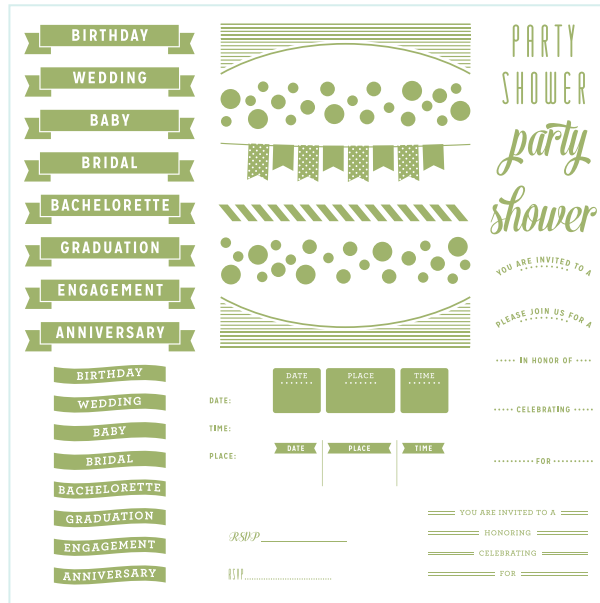 BIRTHDAY
WEDDING
BABY
BRIDAL
BACHELORETTE
GRADUATION
ENGAGEMENT
ANNIVERSARY
BIRTHDAY
WEDDING
BABY
BRIDAL
BACHELORETTE
GRADUATION
ENGAGEMENT
ANNIVERSARY
DATE PLACE TIME
DATE:
TIME:
PLACE:
DATE PLACE TIME
RSVP
RSVP
PARTY
SHOWER
party
shower
YOU ARE INVITED TO A
PLEASE JOIN US FOR A
IN HONOR OF
CELEBRATING
FOR
YOU ARE INVITED TO A
HONORING
CELEBRATING
FOR